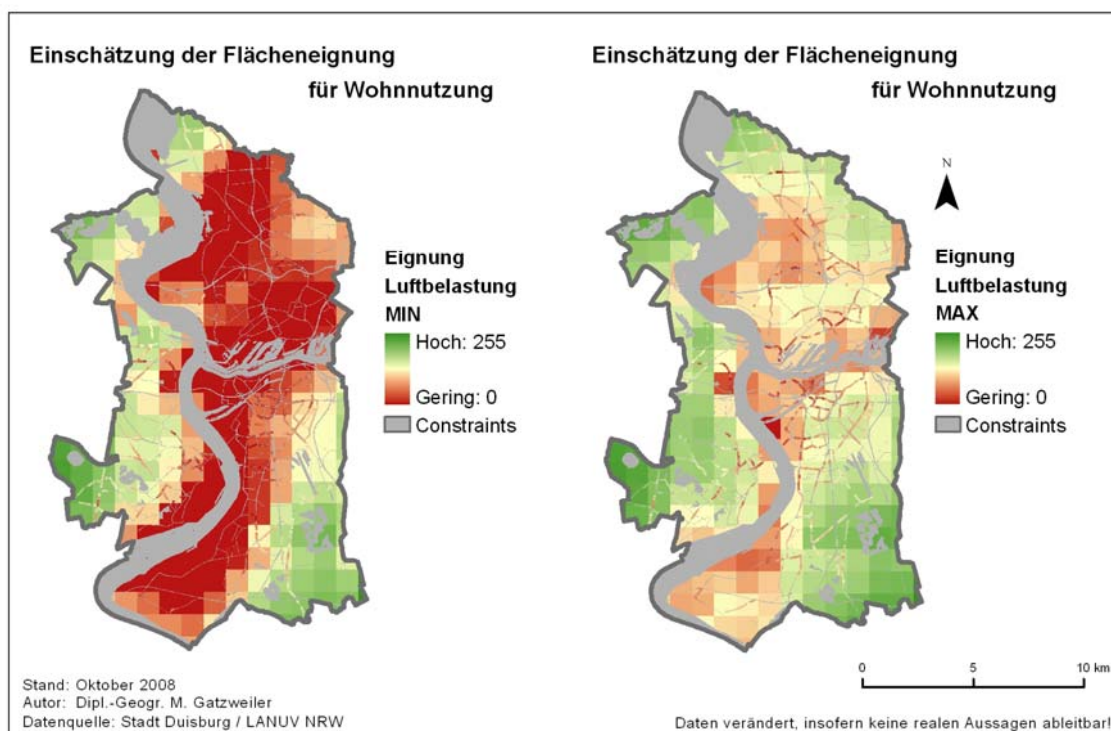 Einschätzung der Flächeneignung
für Wohnnutzung
Eignung
Luftbelastung
MIN
Hoch: 255
Gering: 0
Constraints
Einschätzung der Flächeneignung
für Wohnnutzung
N
Eignung
Luftbelastung
MAX
Hoch: 255
Gering: 0
Constraints
Stand: Oktober 2008
Autor: Dipl.-Geogr. M. Gatzweiler
Datenquelle: Stadt Duisburg / LANUV NRW
0 5 10 km
Daten verändert, insofern keine realen Aussagen ableitbar!